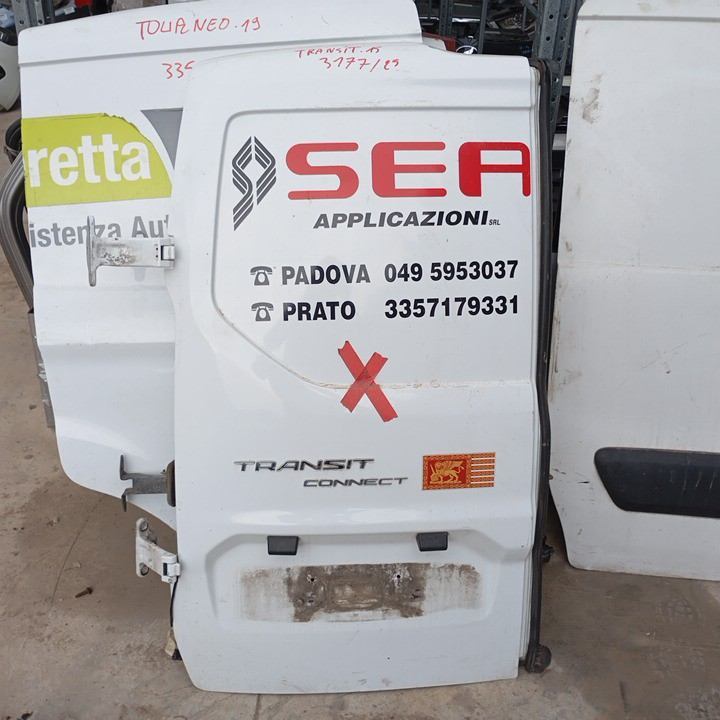 TOURNEO.19
TRANSIT.15
3177/25
retta
istenza Aut
SEA
APPLICAZIONI SRL
☎ PADOVA 049 5953037
☎ PRATO 3357179331
X
TRANSIT
CONNECT